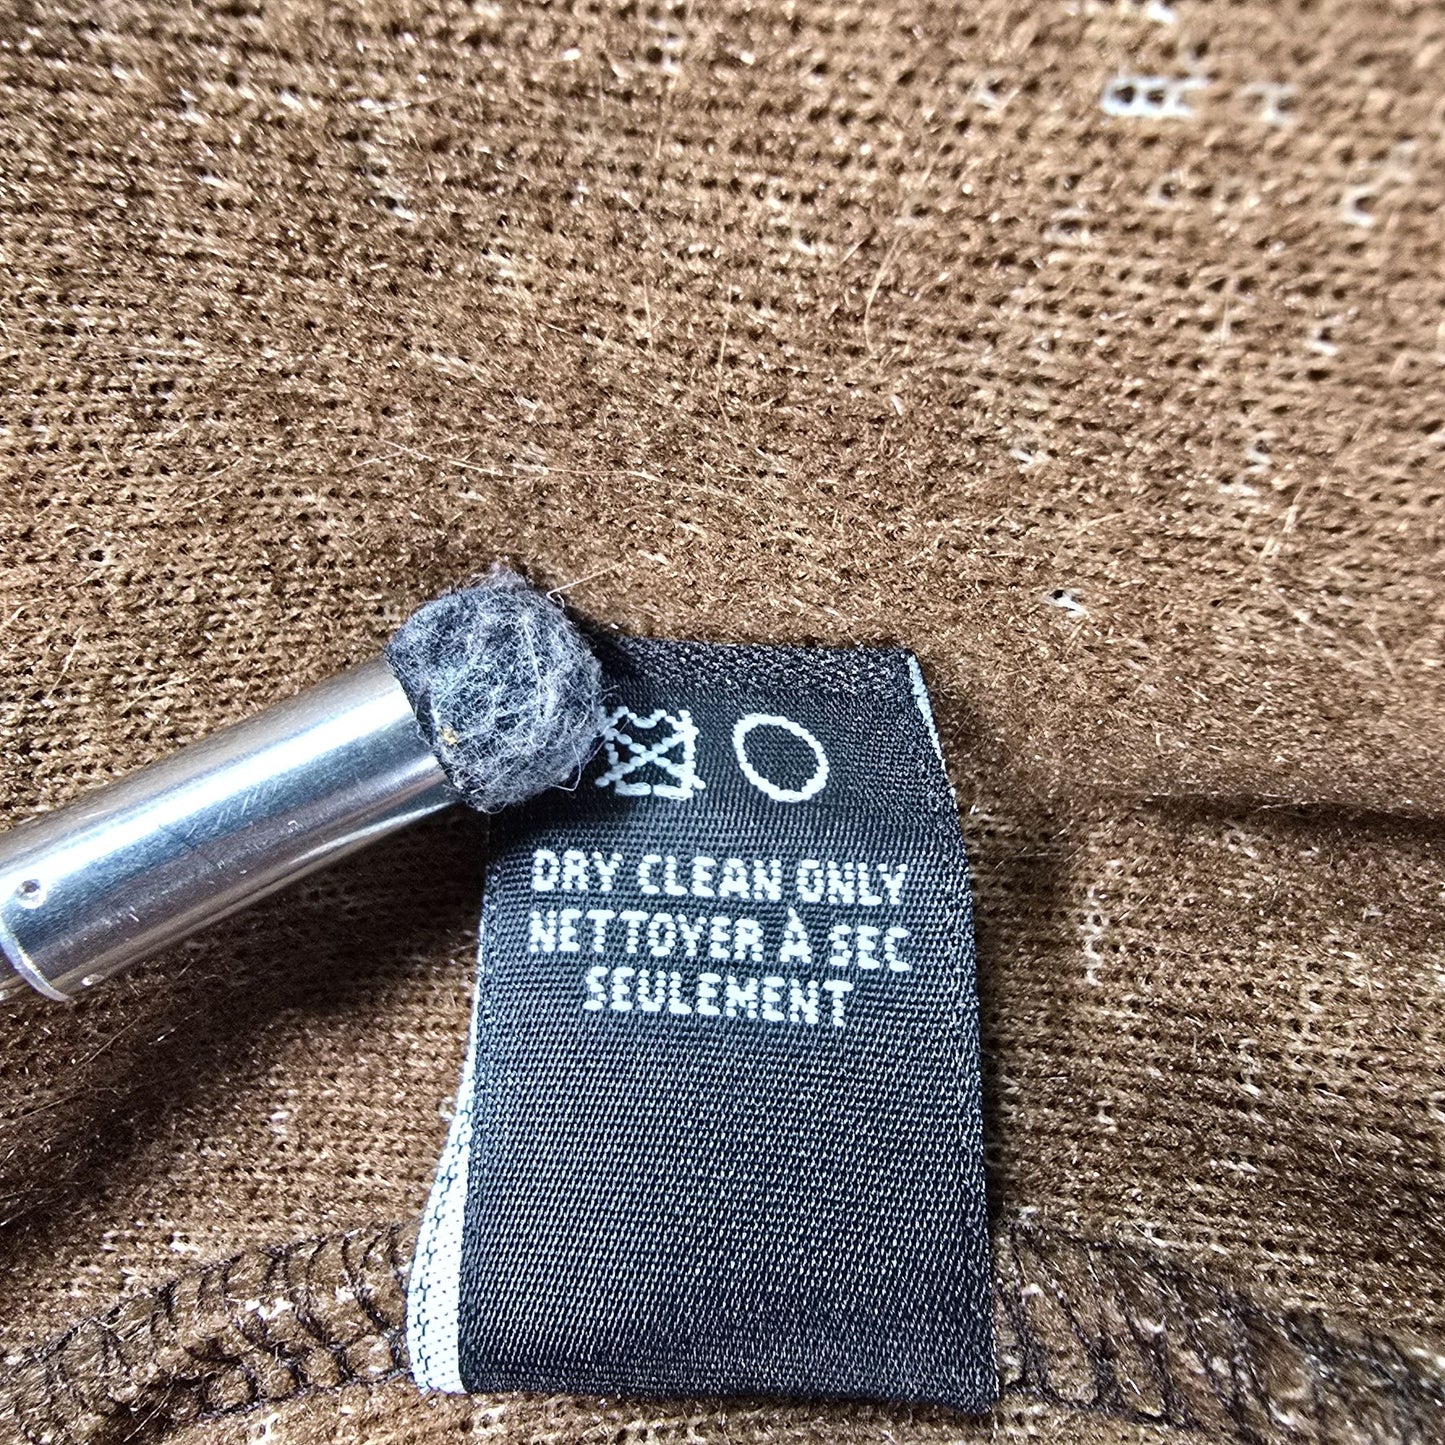 DRY CLEAN ONLY
NETTOYER À SEC
SEULEMENT